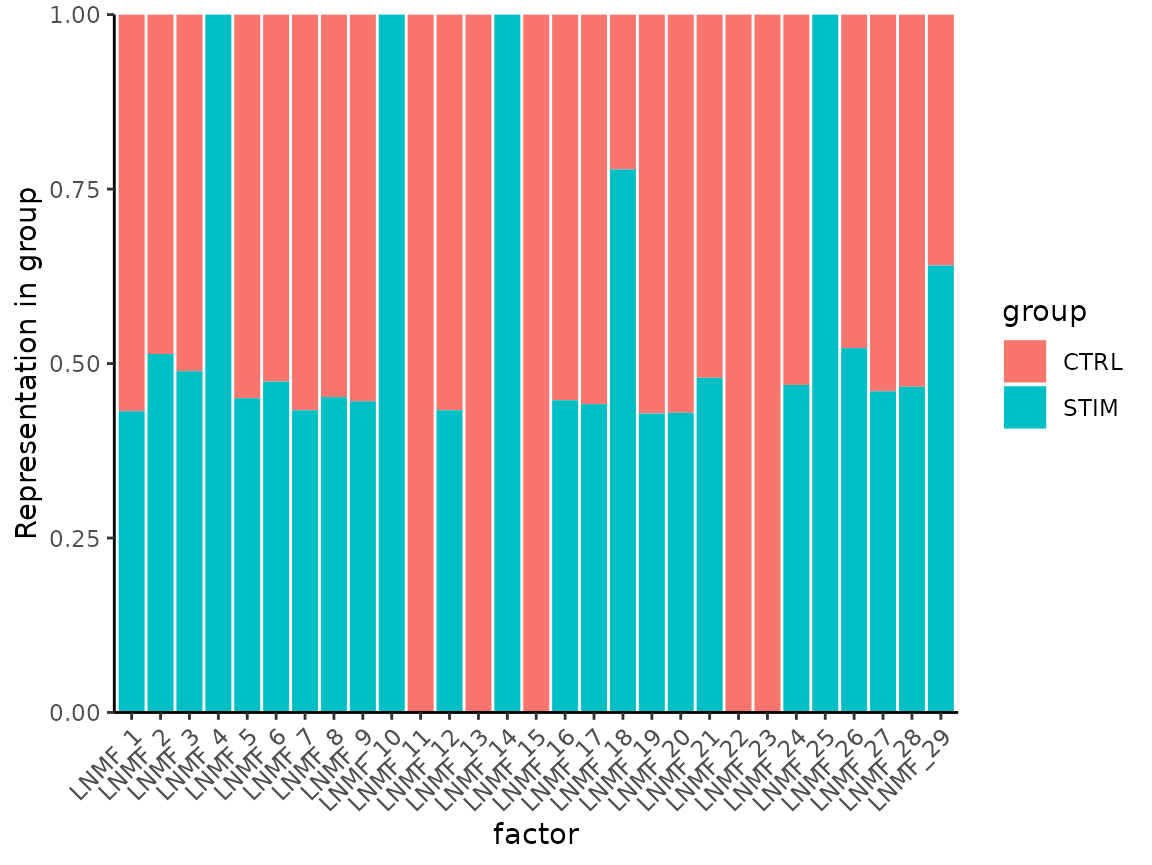 1.00
0.75
0.50
0.25
0.00
Representation in group
LNMF_1
LNMF_2
LNMF_3
LNMF_4
LNMF_5
LNMF_6
LNMF_7
LNMF_8
LNMF_9
LNMF_10
LNMF_11
LNMF_12
LNMF_13
LNMF_14
LNMF_15
LNMF_16
LNMF_17
LNMF_18
LNMF_19
LNMF_20
LNMF_21
LNMF_22
LNMF_23
LNMF_24
LNMF_25
LNMF_26
LNMF_27
LNMF_28
LNMF_29
factor
group
CTRL
STIM